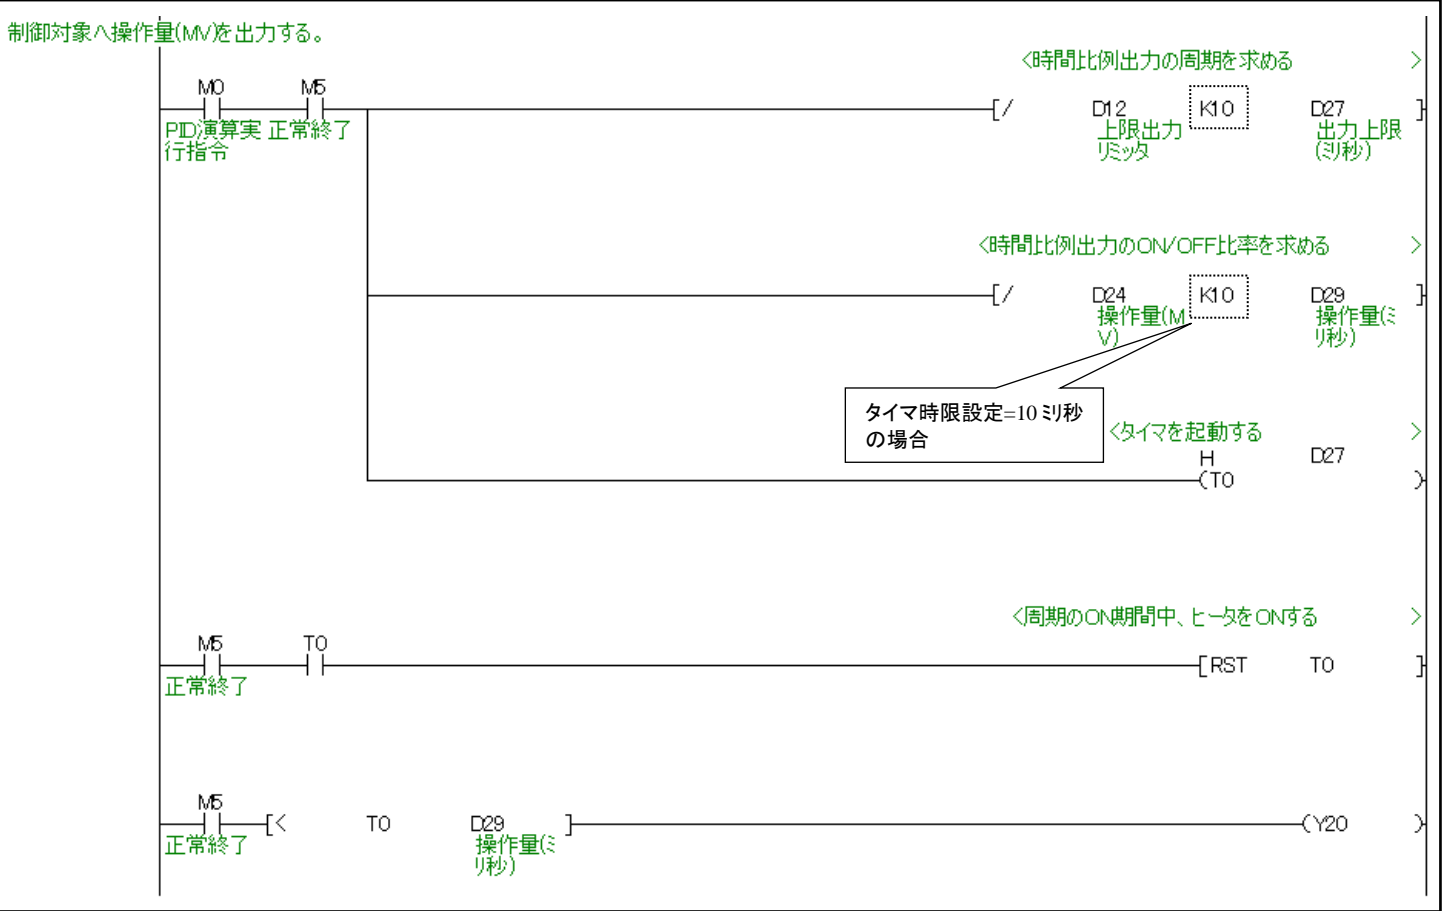 制御対象へ操作量(MV)を出力する。
<時間比例出力の周期を求める >
M0 M5
[/ D12 K10 D27 ]
PID演算実 正常終了
行指令
上限出力 出力上限
リミッタ (ミリ秒)
<時間比例出力のON/OFF比率を求める >
[/ D24 K10 D29 ]
操作量(M 操作量(ミ
V) リ秒)
タイマ時限設定=10ミリ秒
の場合
<タイマを起動する >
H D27
(T0 )
<周期のON期間中、ヒータをONする >
M5 T0
[RST T0 ]
正常終了
M5
[< T0 D29 ] (Y20 )
正常終了 操作量(ミ
リ秒)